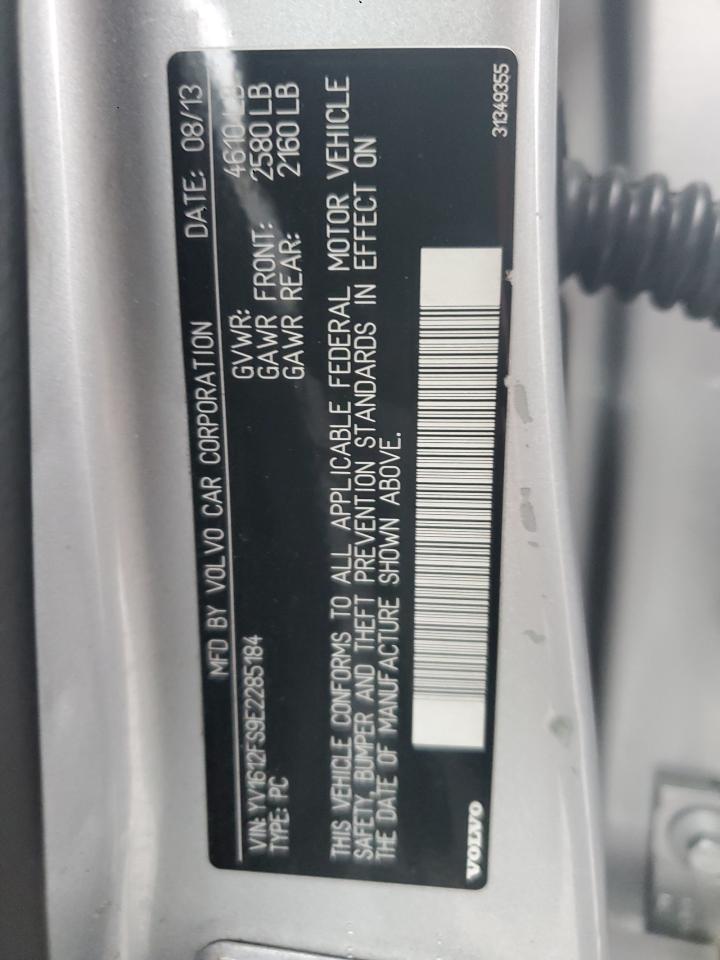 MFD BY VOLVO CAR CORPORATION DATE: 08/13
GVWR: 4610 LB
GAWR FRONT: 2580 LB
GAWR REAR: 2160 LB
VIN: YV1612FS9E2285184
TYPE: PC
THIS VEHICLE CONFORMS TO ALL APPLICABLE FEDERAL MOTOR VEHICLE
SAFETY, BUMPER AND THEFT PREVENTION STANDARDS IN EFFECT ON
THE DATE OF MANUFACTURE SHOWN ABOVE.
VOLVO
31349355